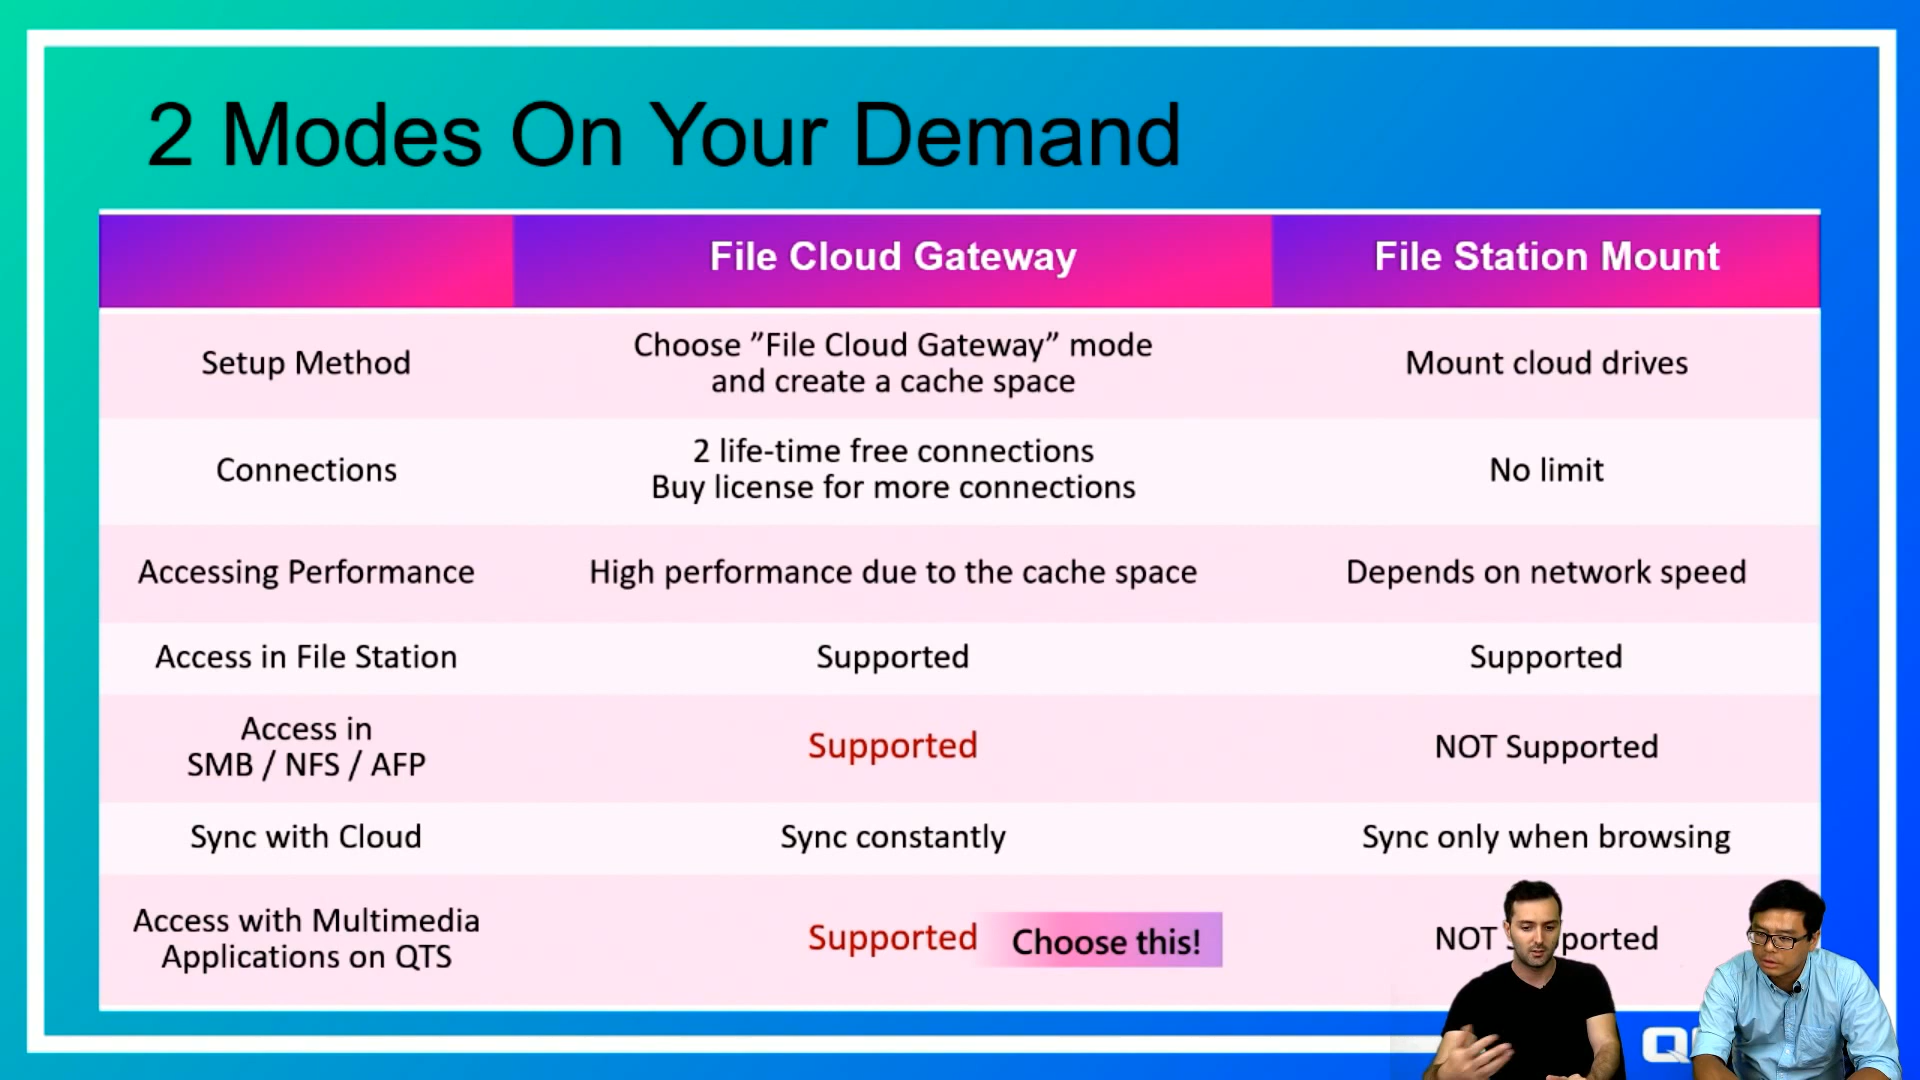 2 Modes On Your Demand
File Cloud Gateway
File Station Mount
Setup Method
Choose ”File Cloud Gateway” mode
and create a cache space
Mount cloud drives
Connections
2 life-time free connections
Buy license for more connections
No limit
Accessing Performance
High performance due to the cache space
Depends on network speed
Access in File Station
Supported
Supported
Access in
SMB / NFS / AFP
Supported
NOT Supported
Sync with Cloud
Sync constantly
Sync only when browsing
Access with Multimedia
Applications on QTS
Supported
Choose this!
NOT